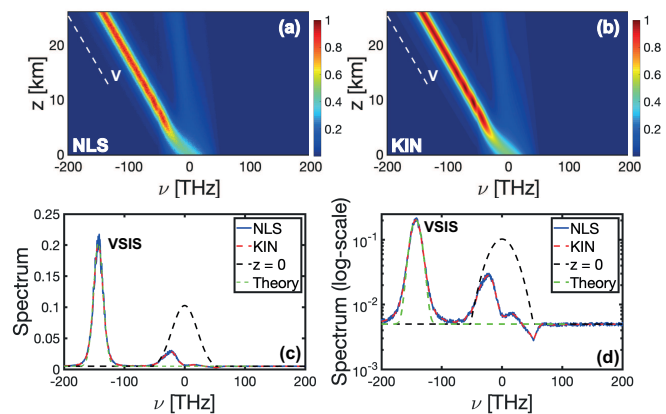 (a)
z [km]
20
10
0
V
NLS
-200
-100
0
100
200
ν [THz]
1
0.8
0.6
0.4
0.2
(b)
z [km]
20
10
0
V
KIN
-200
-100
0
100
200
ν [THz]
1
0.8
0.6
0.4
0.2
Spectrum
0.25
0.2
0.15
0.1
0.05
0
VSIS
NLS
KIN
z = 0
Theory
(c)
-200
-100
0
100
200
ν [THz]
Spectrum (log-scale)
10⁻¹
10⁻²
10⁻³
VSIS
NLS
KIN
z = 0
Theory
(d)
-200
-100
0
100
200
ν [THz]